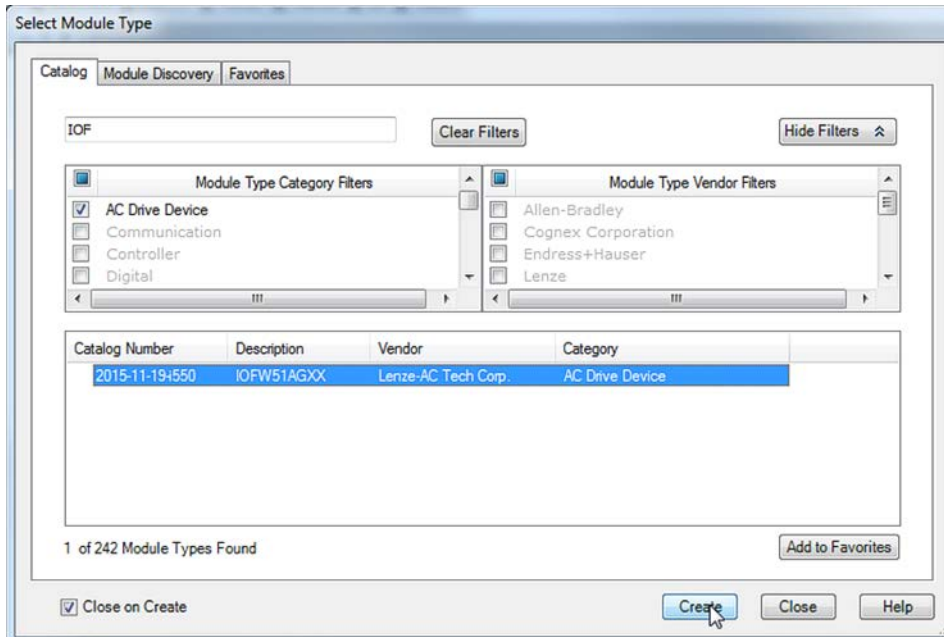 Select Module Type
Catalog Module Discovery Favorites
IOF Clear Filters Hide Filters
Module Type Category Filters Module Type Vendor Filters
AC Drive Device Allen-Bradley
Communication Cognex Corporation
Controller Endress+Hauser
Digital Lenze
Catalog Number Description Vendor Category
2015-11-19-i550 IOFW51AGXX Lenze-AC Tech Corp. AC Drive Device
1 of 242 Module Types Found Add to Favorites
Close on Create Create Close Help